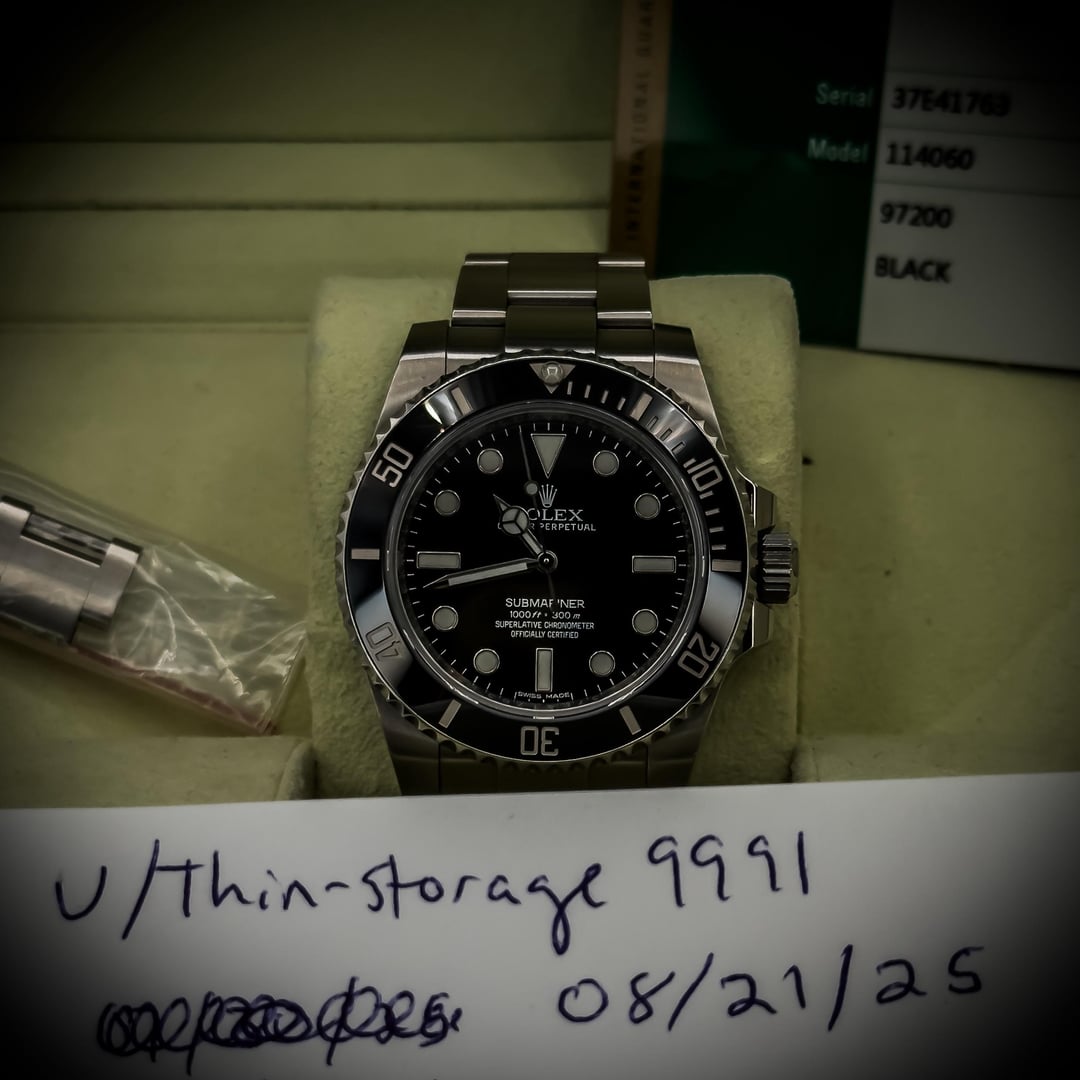 INTERNATIONAL GUAR
Serial 37E41763
Model 114060
97200
BLACK
50
10
40
20
30
ROLEX
OYSTER PERPETUAL
SUBMARINER
1000ft = 300m
SUPERLATIVE CHRONOMETER
OFFICIALLY CERTIFIED
SWISS MADE
u/Thin-storage 9991
08/21/25